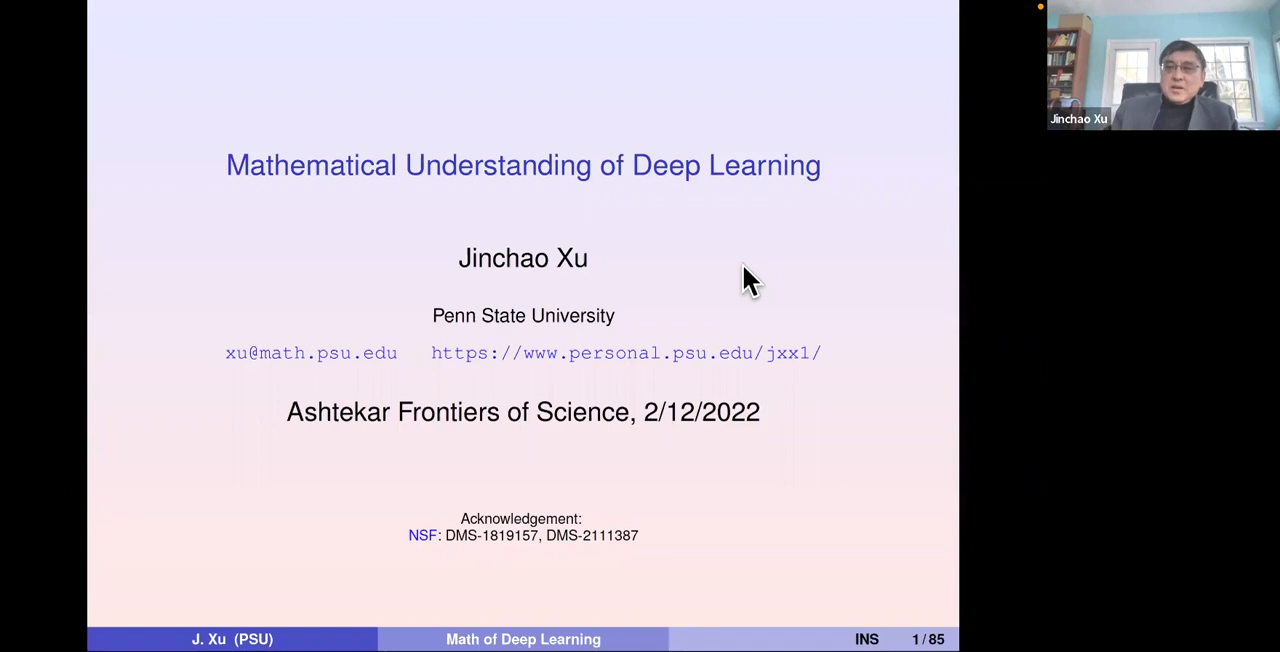 Mathematical Understanding of Deep Learning
Jinchao Xu
Penn State University
xu@math.psu.edu https://www.personal.psu.edu/jxx1/
Ashtekar Frontiers of Science, 2/12/2022
Acknowledgement:
NSF: DMS-1819157, DMS-2111387
J. Xu (PSU) Math of Deep Learning INS 1 / 85
Jinchao Xu